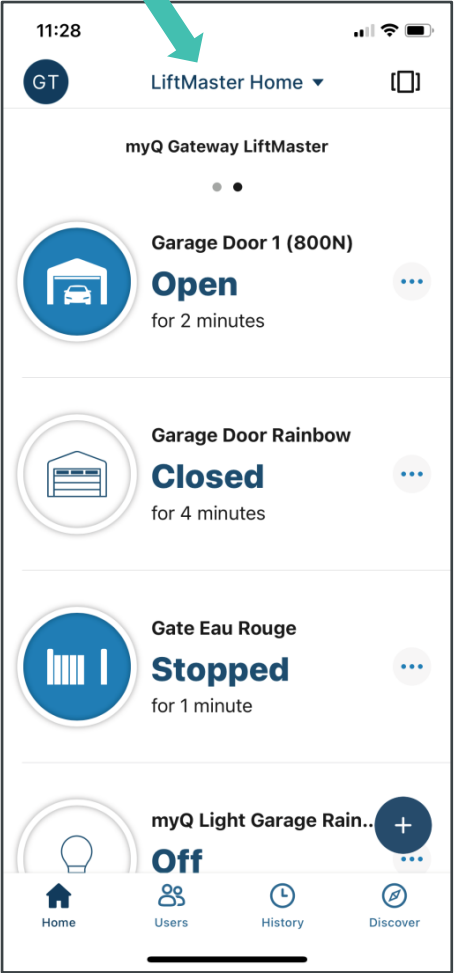 11:28
GT
LiftMaster Home
myQ Gateway LiftMaster
Garage Door 1 (800N)
Open
for 2 minutes
Garage Door Rainbow
Closed
for 4 minutes
Gate Eau Rouge
Stopped
for 1 minute
myQ Light Garage Rain..
Off
Home
Users
History
Discover